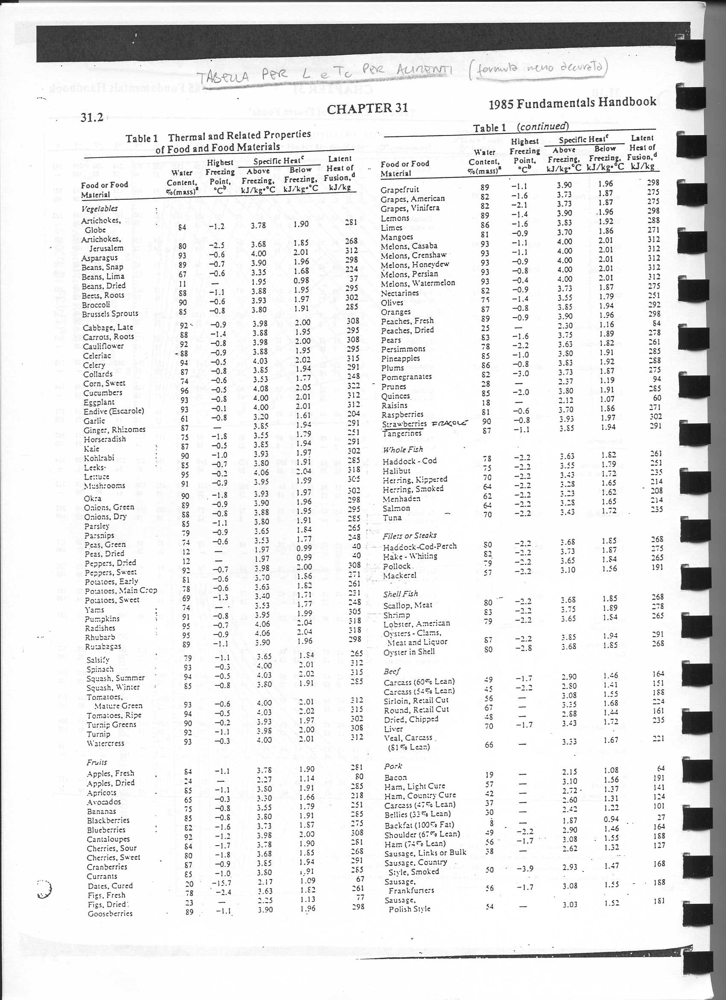 TABELLA PER L e Tc PER ALIMENTI (formula meno accurata)
31.2
CHAPTER 31
1985 Fundamentals Handbook
Table 1 Thermal and Related Properties
of Food and Food Materials
Food or Food Material
Water Content, %(mass)a
Highest Freezing Point, °Cb
Specific Heatc
Above Freezing, kJ/kg•°C
Below Freezing, kJ/kg•°C
Latent Heat of Fusion,d kJ/kg
Vegetables
Artichokes,
Globe 84 −1.2 3.78 1.90 281
Artichokes,
Jerusalem 80 −2.5 3.68 1.85 268
Asparagus 93 −0.6 4.00 2.01 312
Beans, Snap 89 −0.7 3.90 1.96 298
Beans, Lima 67 −0.6 3.35 1.68 224
Beans, Dried 11 — 1.95 0.98 37
Beets, Roots 88 −1.1 3.88 1.95 295
Broccoli 90 −0.6 3.93 1.97 302
Brussels Sprouts 85 −0.8 3.80 1.91 285
Cabbage, Late 92 −0.9 3.98 2.00 308
Carrots, Roots 88 −1.4 3.88 1.95 295
Cauliflower 92 −0.8 3.98 2.00 308
Celeriac 88 −0.9 3.88 1.95 295
Celery 94 −0.5 4.03 2.02 315
Collards 87 −0.8 3.85 1.94 291
Corn, Sweet 74 −0.6 3.53 1.77 248
Cucumbers 96 −0.5 4.08 2.05 322
Eggplant 93 −0.8 4.00 2.01 312
Endive (Escarole) 93 −0.1 4.00 2.01 312
Garlic 61 −0.8 3.20 1.61 204
Ginger, Rhizomes 87 — 3.85 1.94 291
Horseradish 75 −1.8 3.55 1.79 251
Kale 87 −0.5 3.85 1.94 291
Kohlrabi 90 −1.0 3.93 1.97 302
Leeks 85 −0.7 3.80 1.91 285
Lettuce 95 −0.2 4.06 2.04 318
Mushrooms 91 −0.9 3.95 1.99 305
Okra 90 −1.8 3.93 1.97 302
Onions, Green 89 −0.9 3.90 1.96 298
Onions, Dry 88 −0.8 3.88 1.95 295
Parsley 85 −1.1 3.80 1.91 285
Parsnips 79 −0.9 3.65 1.84 265
Peas, Green 74 −0.6 3.53 1.77 248
Peas, Dried 12 — 1.97 0.99 40
Peppers, Dried 12 — 1.97 0.99 40
Peppers, Sweet 92 −0.7 3.98 2.00 308
Potatoes, Early 81 −0.6 3.70 1.86 271
Potatoes, Main Crop 78 −0.6 3.63 1.82 261
Potatoes, Sweet 69 −1.3 3.40 1.71 231
Yams 74 — 3.53 1.77 248
Pumpkins 91 −0.8 3.95 1.99 305
Radishes 95 −0.7 4.06 2.04 318
Rhubarb 95 −0.9 4.06 2.04 318
Rutabagas 89 −1.1 3.90 1.96 298
Salsify 79 −1.1 3.65 1.84 265
Spinach 93 −0.3 4.00 2.01 312
Squash, Summer 94 −0.5 4.03 2.02 315
Squash, Winter 85 −0.8 3.80 1.91 285
Tomatoes,
Mature Green 93 −0.6 4.00 2.01 312
Tomatoes, Ripe 94 −0.5 4.03 2.02 315
Turnip Greens 90 −0.2 3.93 1.97 302
Turnip 92 −1.1 3.98 2.00 308
Watercress 93 −0.3 4.00 2.01 312
Fruits
Apples, Fresh 84 −1.1 3.78 1.90 281
Apples, Dried 24 — 2.27 1.14 80
Apricots 85 −1.1 3.80 1.91 285
Avocados 65 −0.3 3.30 1.66 218
Bananas 75 −0.8 3.55 1.79 251
Blackberries 85 −0.8 3.80 1.91 285
Blueberries 82 −1.6 3.73 1.87 275
Cantaloupes 92 −1.2 3.98 2.00 308
Cherries, Sour 84 −1.7 3.78 1.90 281
Cherries, Sweet 80 −1.8 3.68 1.85 268
Cranberries 87 −0.9 3.85 1.94 291
Currants 85 −1.0 3.80 1.91 285
Dates, Cured 20 −15.7 2.17 1.09 67
Figs, Fresh 78 −2.4 3.63 1.82 261
Figs, Dried 23 — 2.25 1.13 77
Gooseberries 89 −1.1 3.90 1.96 298
Table 1 (continued)
Food or Food Material
Water Content, %(mass)a
Highest Freezing Point, °Cb
Specific Heatc
Above Freezing, kJ/kg•°C
Below Freezing, kJ/kg•°C
Latent Heat of Fusion,d kJ/kg
Grapefruit 89 −1.1 3.90 1.96 298
Grapes, American 82 −1.6 3.73 1.87 275
Grapes, Vinifera 82 −2.1 3.73 1.87 275
Lemons 89 −1.4 3.90 1.96 298
Limes 86 −1.6 3.83 1.92 288
Mangoes 81 −0.9 3.70 1.86 271
Melons, Casaba 93 −1.1 4.00 2.01 312
Melons, Crenshaw 93 −1.1 4.00 2.01 312
Melons, Honeydew 93 −0.9 4.00 2.01 312
Melons, Persian 93 −0.8 4.00 2.01 312
Melons, Watermelon 93 −0.4 4.00 2.01 312
Nectarines 82 −0.9 3.73 1.87 275
Olives 75 −1.4 3.55 1.79 251
Oranges 87 −0.8 3.85 1.94 292
Peaches, Fresh 89 −0.9 3.90 1.96 298
Peaches, Dried 25 — 2.30 1.16 84
Pears 83 −1.6 3.75 1.89 278
Persimmons 78 −2.2 3.63 1.82 261
Pineapples 85 −1.0 3.80 1.91 285
Plums 86 −0.8 3.83 1.92 288
Pomegranates 82 −3.0 3.73 1.87 275
Prunes 28 — 2.37 1.19 94
Quinces 85 −2.0 3.80 1.91 285
Raisins 18 — 2.12 1.07 60
Raspberries 81 −0.6 3.70 1.86 271
Strawberries FRAGOLE 90 −0.8 3.93 1.97 302
Tangerines 87 −1.1 3.85 1.94 291
Whole Fish
Haddock - Cod 78 −2.2 3.63 1.82 261
Halibut 75 −2.2 3.55 1.79 251
Herring, Kippered 70 −2.2 3.43 1.72 235
Herring, Smoked 64 −2.2 3.28 1.65 214
Menhaden 62 −2.2 3.23 1.62 208
Salmon 64 −2.2 3.28 1.65 214
Tuna 70 −2.2 3.43 1.72 235
Filets or Steaks
Haddock-Cod-Perch 80 −2.2 3.68 1.85 268
Hake - Whiting 82 −2.2 3.73 1.87 275
Pollock 79 −2.2 3.65 1.84 265
Mackerel 57 −2.2 3.10 1.56 191
Shell Fish
Scallop, Meat 80 −2.2 3.68 1.85 268
Shrimp 83 −2.2 3.75 1.89 278
Lobster, American 79 −2.2 3.65 1.84 265
Oysters - Clams,
Meat and Liquor 87 −2.2 3.85 1.94 291
Oyster in Shell 80 −2.8 3.68 1.85 268
Beef
Carcass (60% Lean) 49 −1.7 2.90 1.46 164
Carcass (54% Lean) 45 −2.2 2.80 1.41 151
Sirloin, Retail Cut 56 — 3.08 1.55 188
Round, Retail Cut 67 — 3.35 1.68 224
Dried, Chipped 48 — 2.88 1.44 161
Liver 70 −1.7 3.43 1.72 235
Veal, Carcass
(81% Lean) 66 — 3.33 1.67 221
Pork
Bacon 19 — 2.15 1.08 64
Ham, Light Cure 57 — 3.10 1.56 191
Ham, Country Cure 42 — 2.72 1.37 141
Carcass (47% Lean) 37 — 2.60 1.31 124
Bellies (33% Lean) 30 — 2.42 1.22 101
Backfat (100% Fat) 8 — 1.87 0.94 27
Shoulder (67% Lean) 49 −2.2 2.90 1.46 164
Ham (74% Lean) 56 −1.7 3.08 1.55 188
Sausage, Links or Bulk 38 — 2.62 1.32 127
Sausage, Country
Style, Smoked 50 −3.9 2.93 1.47 168
Sausage,
Frankfurters 56 −1.7 3.08 1.55 188
Sausage,
Polish Style 54 — 3.03 1.52 181